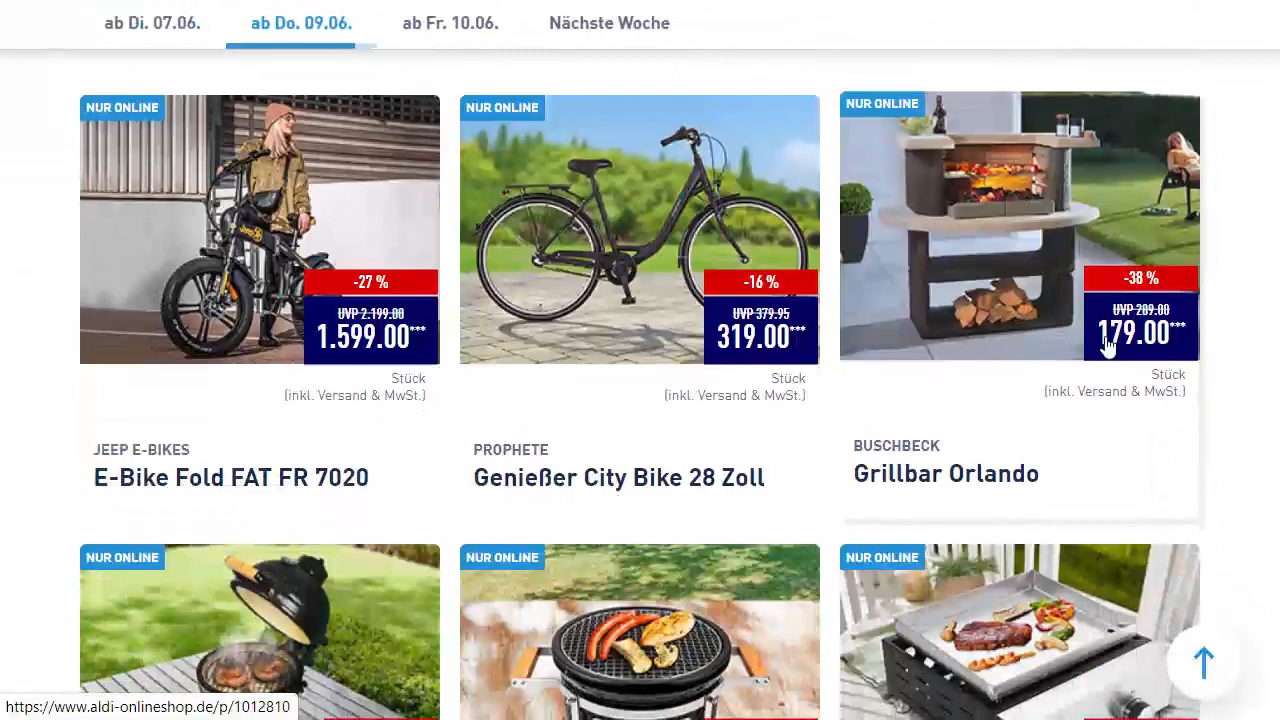 ab Di. 07.06.
ab Do. 09.06.
ab Fr. 10.06.
Nächste Woche
NUR ONLINE
-27 %
UVP 2.199.00
1.599.00***
Stück
(inkl. Versand & MwSt.)
JEEP E-BIKES
E-Bike Fold FAT FR 7020
NUR ONLINE
-16 %
UVP 379.95
319.00***
Stück
(inkl. Versand & MwSt.)
PROPHETE
Genießer City Bike 28 Zoll
NUR ONLINE
-38 %
UVP 289.00
179.00***
Stück
(inkl. Versand & MwSt.)
BUSCHBECK
Grillbar Orlando
NUR ONLINE
NUR ONLINE
NUR ONLINE
https://www.aldi-onlineshop.de/p/1012810